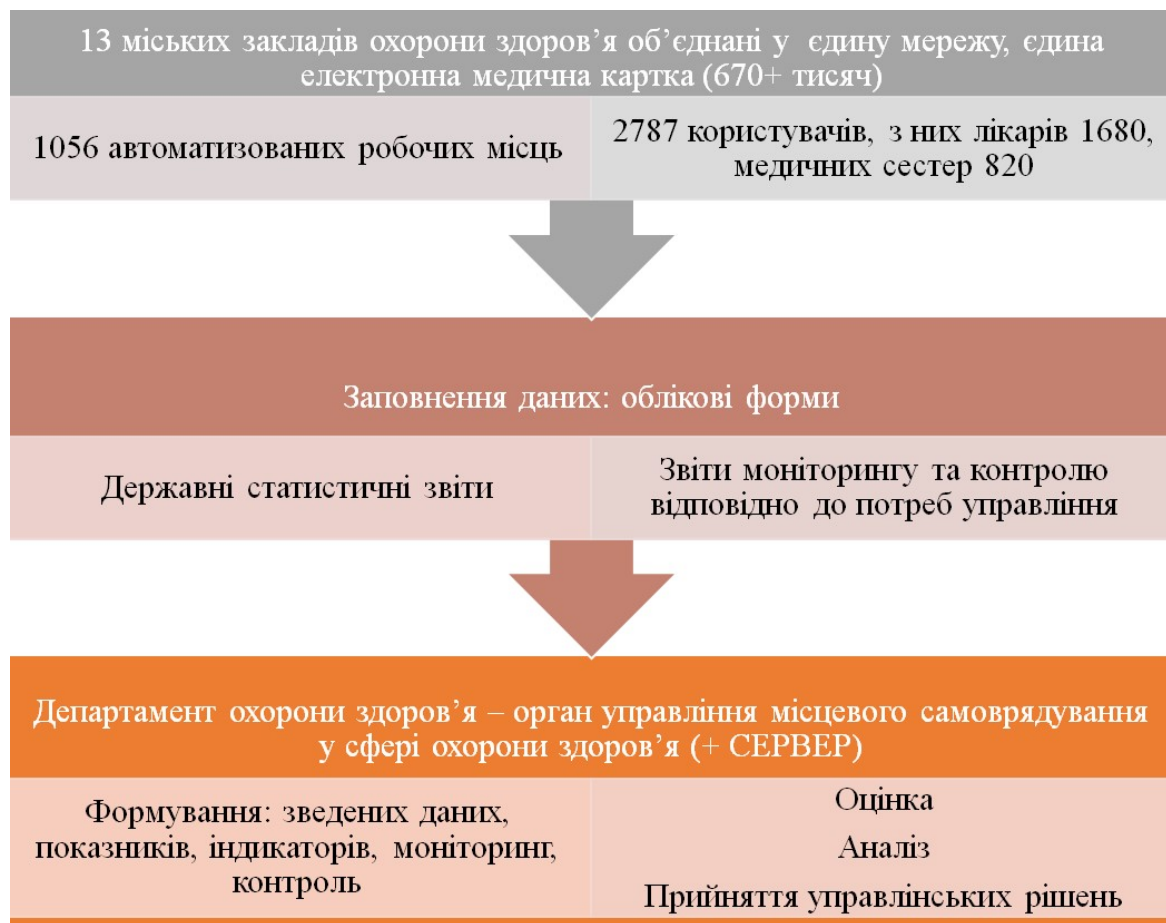 13 міських закладів охорони здоров’я об’єднані у єдину мережу, єдина
електронна медична картка (670+ тисяч)
1056 автоматизованих робочих місць
2787 користувачів, з них лікарів 1680,
медичних сестер 820
Заповнення даних: облікові форми
Державні статистичні звіти
Звіти моніторингу та контролю
відповідно до потреб управління
Департамент охорони здоров’я – орган управління місцевого самоврядування
у сфері охорони здоров’я (+ СЕРВЕР)
Формування: зведених даних,
показників, індикаторів, моніторинг,
контроль
Оцінка
Аналіз
Прийняття управлінських рішень